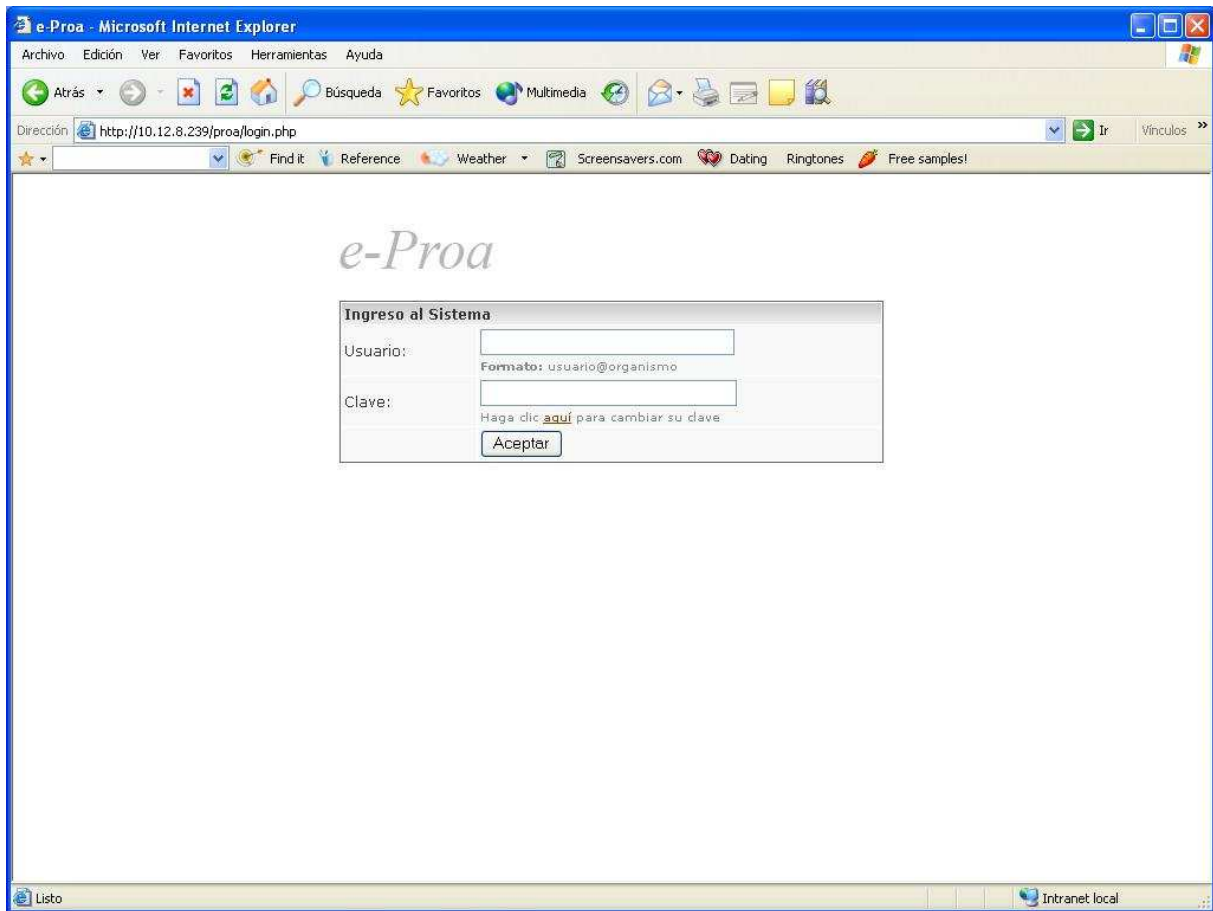 e-Proa - Microsoft Internet Explorer
Archivo Edición Ver Favoritos Herramientas Ayuda
Atrás Búsqueda Favoritos Multimedia
Dirección http://10.12.8.239/proa/login.php Ir Vínculos »
Find it Reference Weather Screensavers.com Dating Ringtones Free samples!
e-Proa
Ingreso al Sistema
Usuario:
Formato: usuario@organismo
Clave:
Haga clic aquí para cambiar su clave
Aceptar
Listo Intranet local